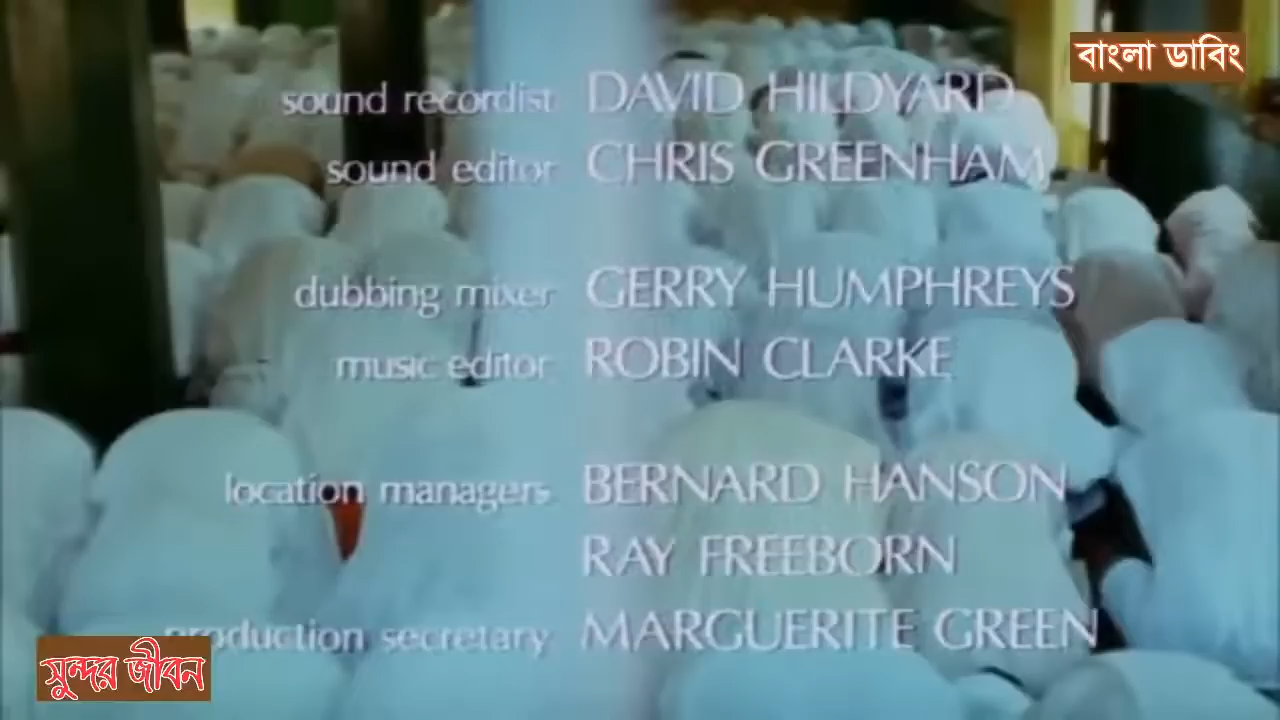 বাংলা ডাবিং
sound recordist DAVID HILDYARD
sound editor CHRIS GREENHAM
dubbing mixer GERRY HUMPHREYS
music editor ROBIN CLARKE
location managers BERNARD HANSON
RAY FREEBORN
production secretary MARGUERITE GREEN
সুন্দর জীবন